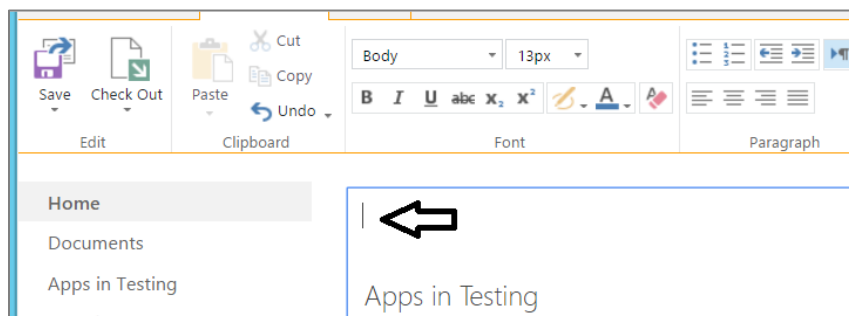 Save Check Out Paste Cut
Copy
Undo
Body 13px
B I U abc x₂ x² A A
Edit Clipboard Font Paragraph
Home
Documents
Apps in Testing
Apps in Testing